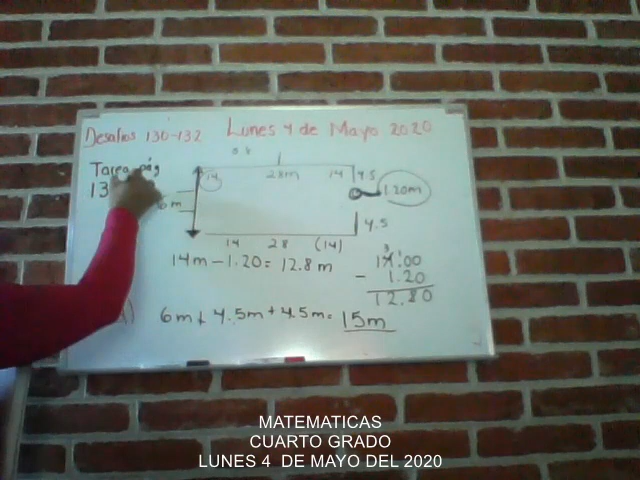 Desafios 130-132 Lunes 4 de Mayo 2020
Tarea pág
13
14 28m 14 4.5
1.20m
6 m
4.5
14 28 (14)
14m - 1.20 = 12.8 m
14.00
- 1.20
12.80
6m + 4.5m + 4.5m = 15m
MATEMATICAS
CUARTO GRADO
LUNES 4 DE MAYO DEL 2020